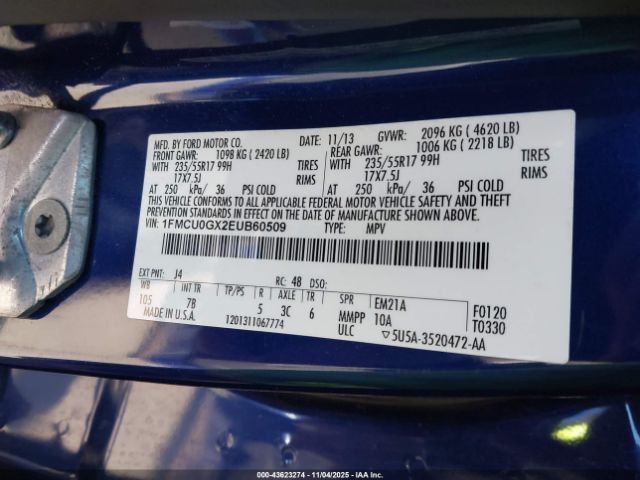 MFD. BY FORD MOTOR CO. DATE: 11/13 GVWR: 2096 KG ( 4620 LB)
FRONT GAWR: 1098 KG ( 2420 LB) REAR GAWR: 1006 KG ( 2218 LB)
WITH 235/55R17 99H TIRES WITH 235/55R17 99H TIRES
17X7.5J RIMS 17X7.5J RIMS
AT 250 kPa/ 36 PSI COLD AT 250 kPa/ 36 PSI COLD
THIS VEHICLE CONFORMS TO ALL APPLICABLE FEDERAL MOTOR VEHICLE SAFETY AND THEFT
PREVENTION STANDARDS IN EFFECT ON THE DATE OF MANUFACTURE SHOWN ABOVE.
VIN: 1FMCU0GX2EUB60509 TYPE: MPV
EXT PNT: J4 RC: 48 DSO:
WB INT TR TP/PS R AXLE TR SPR EM21A F0120
105 7B 5 3C 6 MMPP 10A T0330
MADE IN U.S.A. 1201311067774 ULC ▽5U5A-3520472-AA
000-43623274 - 11/04/2025 - IAAI.COM